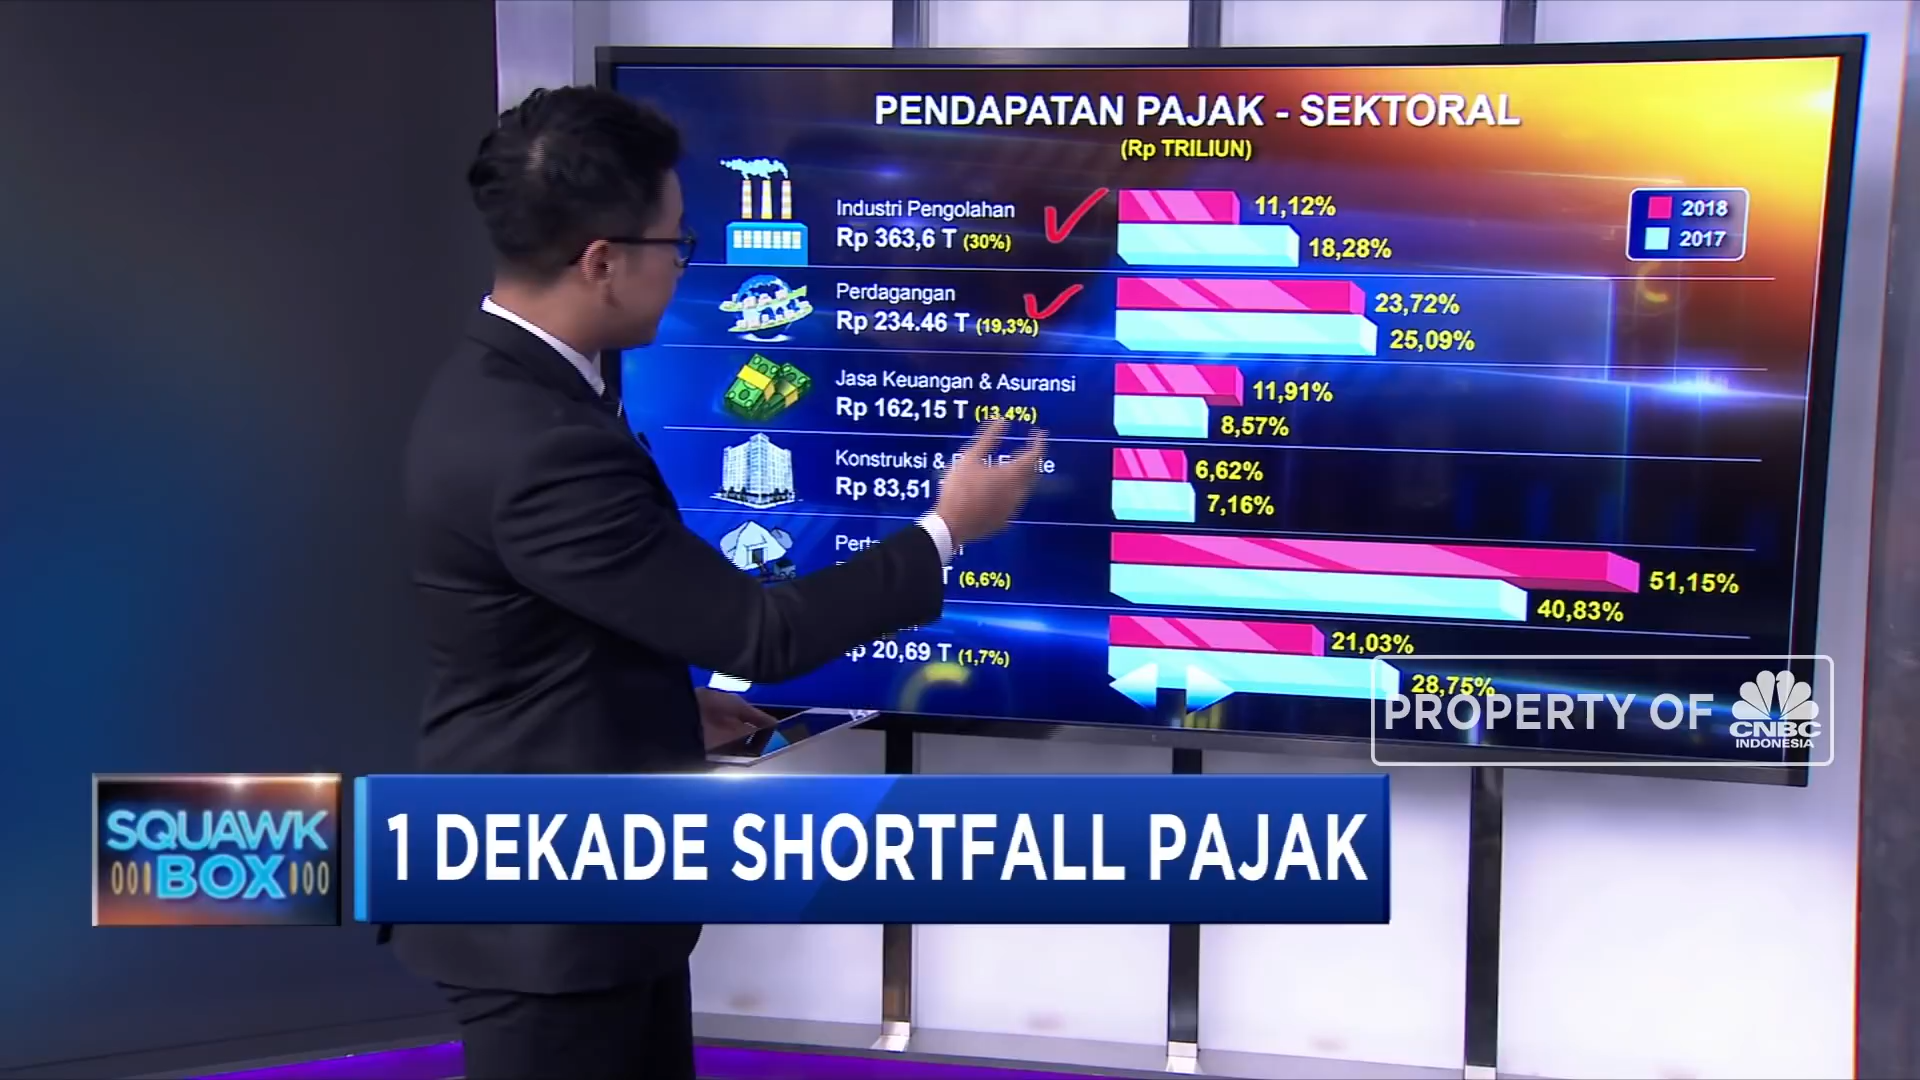 PENDAPATAN PAJAK - SEKTORAL
(Rp TRILIUN)
2018
2017
Industri Pengolahan
Rp 363,6 T (30%)
11,12%
18,28%
Perdagangan
Rp 234.46 T (19,3%)
23,72%
25,09%
Jasa Keuangan & Asuransi
Rp 162,15 T (13,4%)
11,91%
8,57%
Konstruksi &
Rp 83,51
6,62%
7,16%
T (6,6%)
51,15%
40,83%
Rp 20,69 T (1,7%)
21,03%
28,75%
PROPERTY OF CNBC INDONESIA
SQUAWK BOX
1 DEKADE SHORTFALL PAJAK